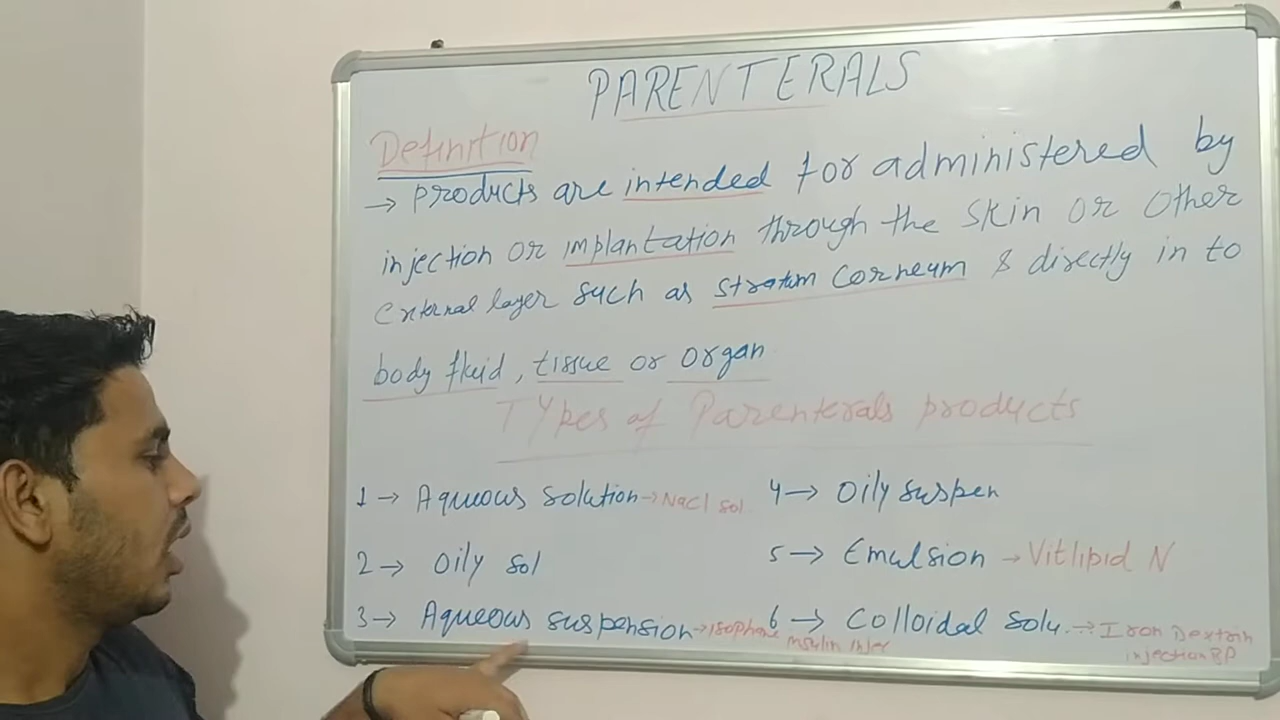 PARENTERALS
Definition
→ products are intended for administered by
injection or implantation through the skin or other
external layer such as stratum corneum & directly in to
body fluid, tissue or organ
Types of Parenterals products
1 → Aqueous solution → Nacl sol
2 → Oily sol
3 → Aqueous suspension → isophane insulin injec
4 → Oily suspen
5 → Emulsion → Vitlipid N
6 → Colloidal solu. → Iron Dextrin
injection BP